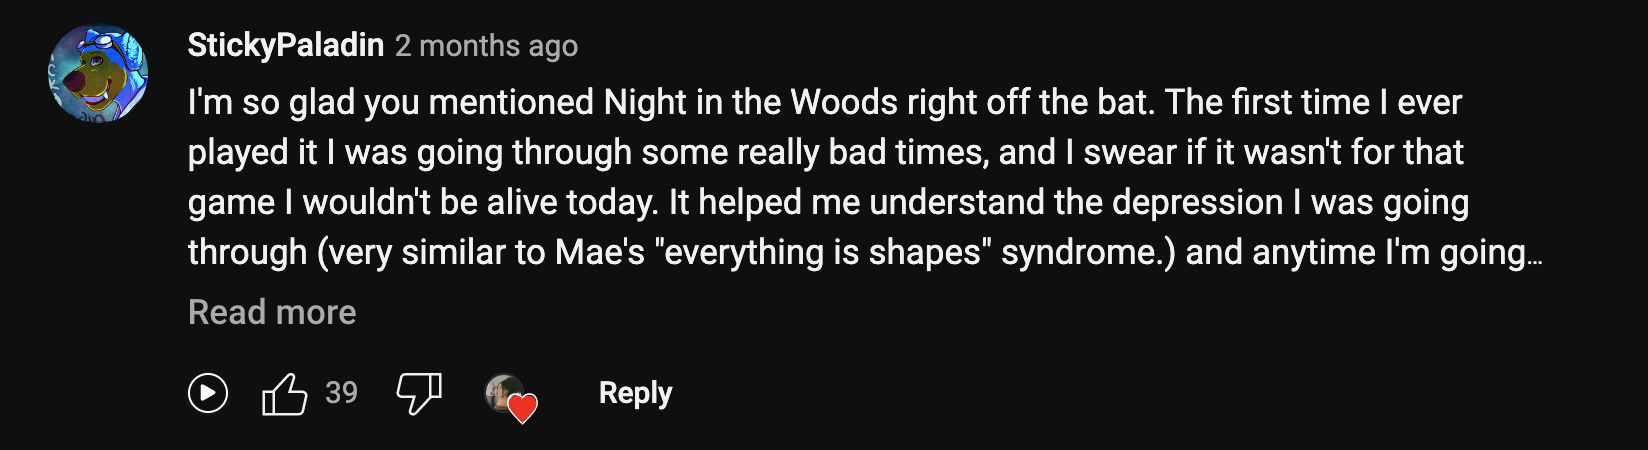 StickyPaladin 2 months ago
I'm so glad you mentioned Night in the Woods right off the bat. The first time I ever
played it I was going through some really bad times, and I swear if it wasn't for that
game I wouldn't be alive today. It helped me understand the depression I was going
through (very similar to Mae's "everything is shapes" syndrome.) and anytime I'm going…
Read more
39 Reply